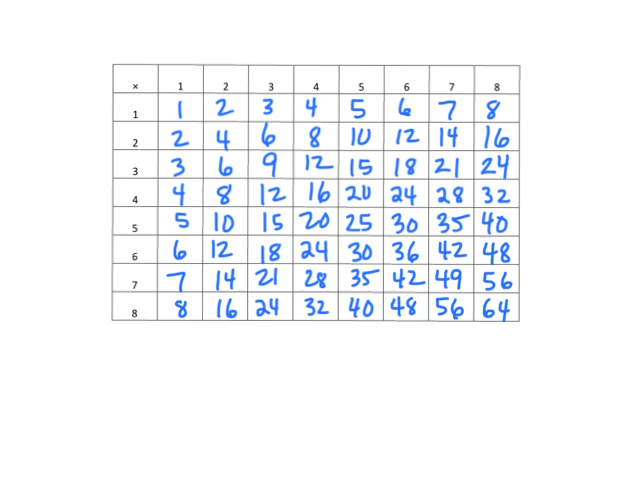 × 1 2 3 4 5 6 7 8
1 1 2 3 4 5 6 7 8
2 2 4 6 8 10 12 14 16
3 3 6 9 12 15 18 21 24
4 4 8 12 16 20 24 28 32
5 5 10 15 20 25 30 35 40
6 6 12 18 24 30 36 42 48
7 7 14 21 28 35 42 49 56
8 8 16 24 32 40 48 56 64